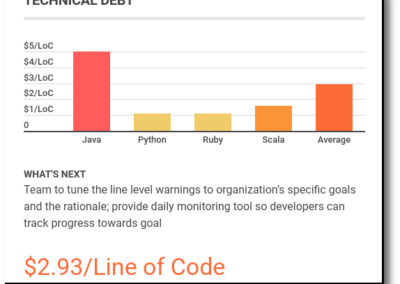 TECHNICAL DEBT
$5/LoC
$4/LoC
$3/LoC
$2/LoC
$1/LoC
0
Java Python Ruby Scala Average
WHAT'S NEXT
Team to tune the line level warnings to organization's specific goals
and the rationale; provide daily monitoring tool so developers can
track progress towards goal
$2.93/Line of Code